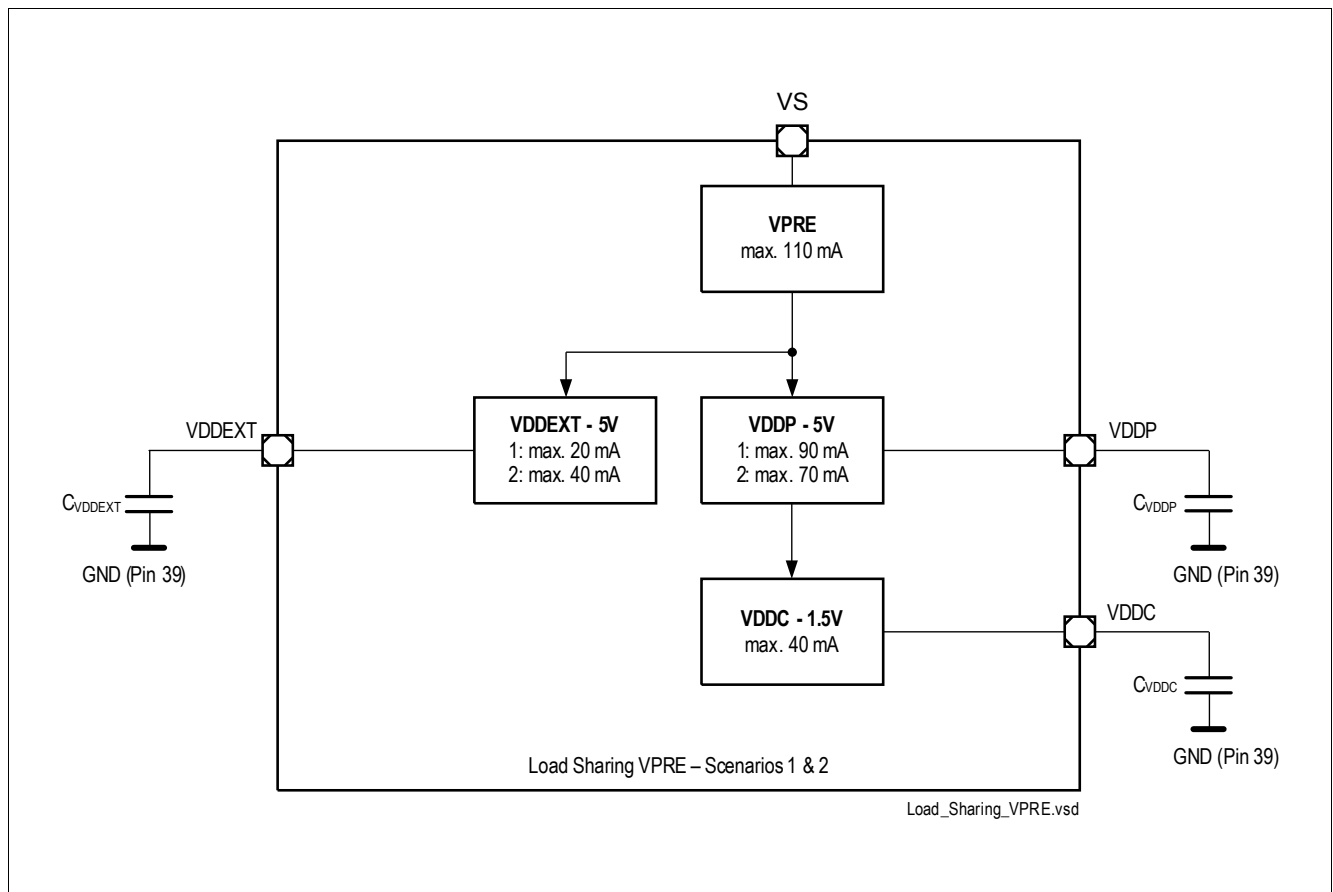 VS
VPRE
max. 110 mA
VDDEXT - 5V
1: max. 20 mA
2: max. 40 mA
VDDP - 5V
1: max. 90 mA
2: max. 70 mA
VDDEXT
VDDP
CVDDEXT
GND (Pin 39)
CVDDP
GND (Pin 39)
VDDC - 1.5V
max. 40 mA
VDDC
CVDDC
GND (Pin 39)
Load Sharing VPRE – Scenarios 1 & 2
Load_Sharing_VPRE.vsd